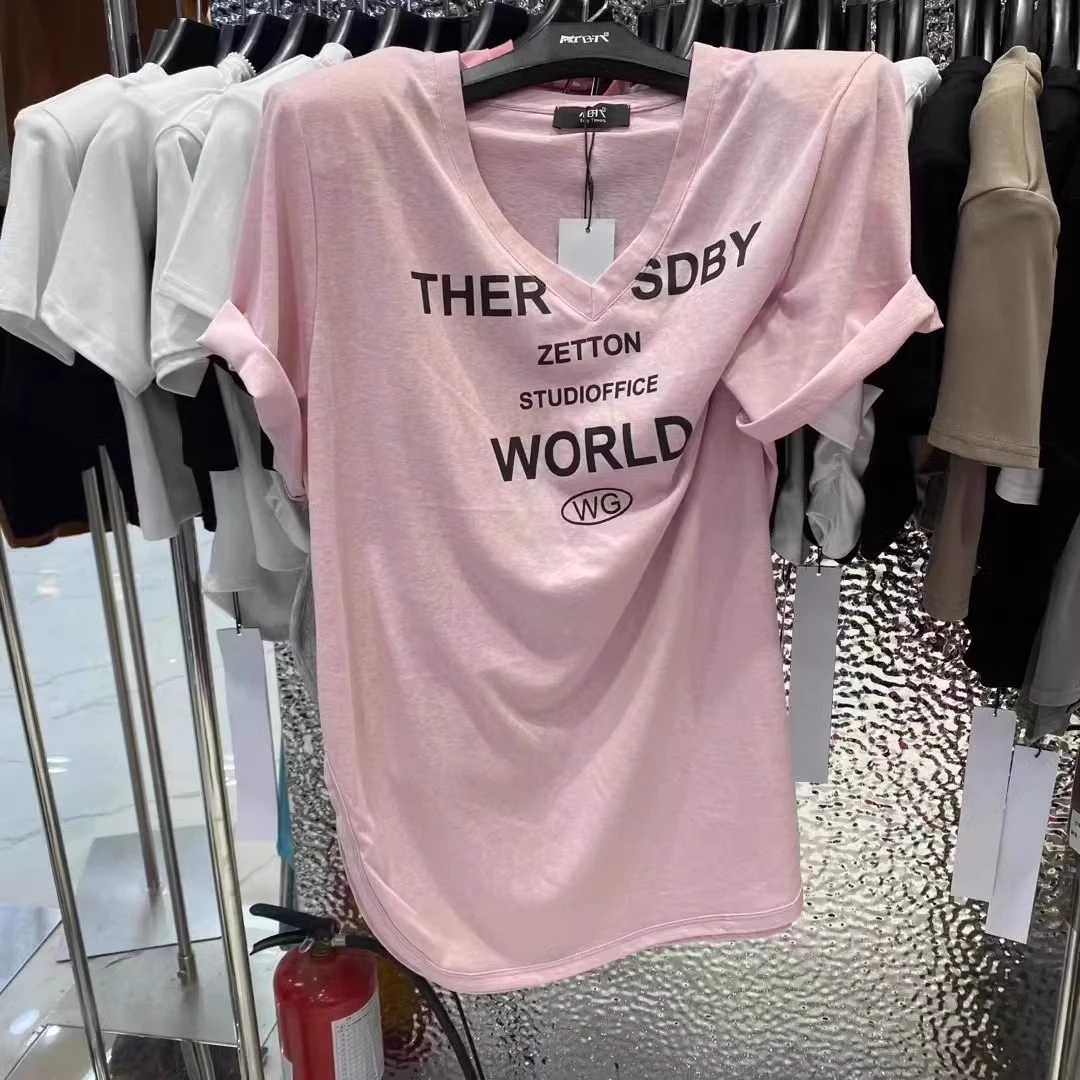 THER SDBY
ZETTON
STUDIOFFICE
WORLD
WG